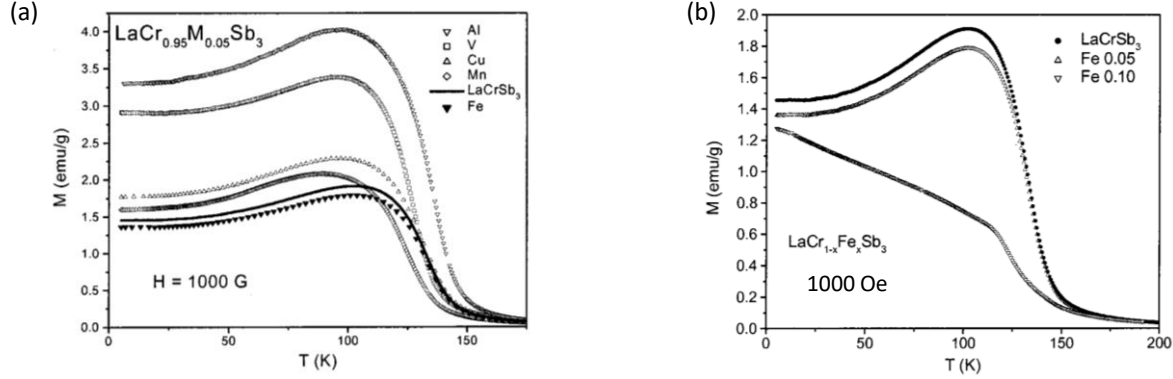 (a)
LaCr0.95M0.05Sb3
Al
V
Cu
Mn
LaCrSb3
Fe
H = 1000 G
M (emu/g)
4.0
3.5
3.0
2.5
2.0
1.5
1.0
0.5
0.0
0 50 100 150
T (K)
(b)
LaCrSb3
Fe 0.05
Fe 0.10
LaCr1-xFexSb3
1000 Oe
M (emu/g)
2.0
1.8
1.6
1.4
1.2
1.0
0.8
0.6
0.4
0.2
0.0
0 50 100 150 200
T (K)